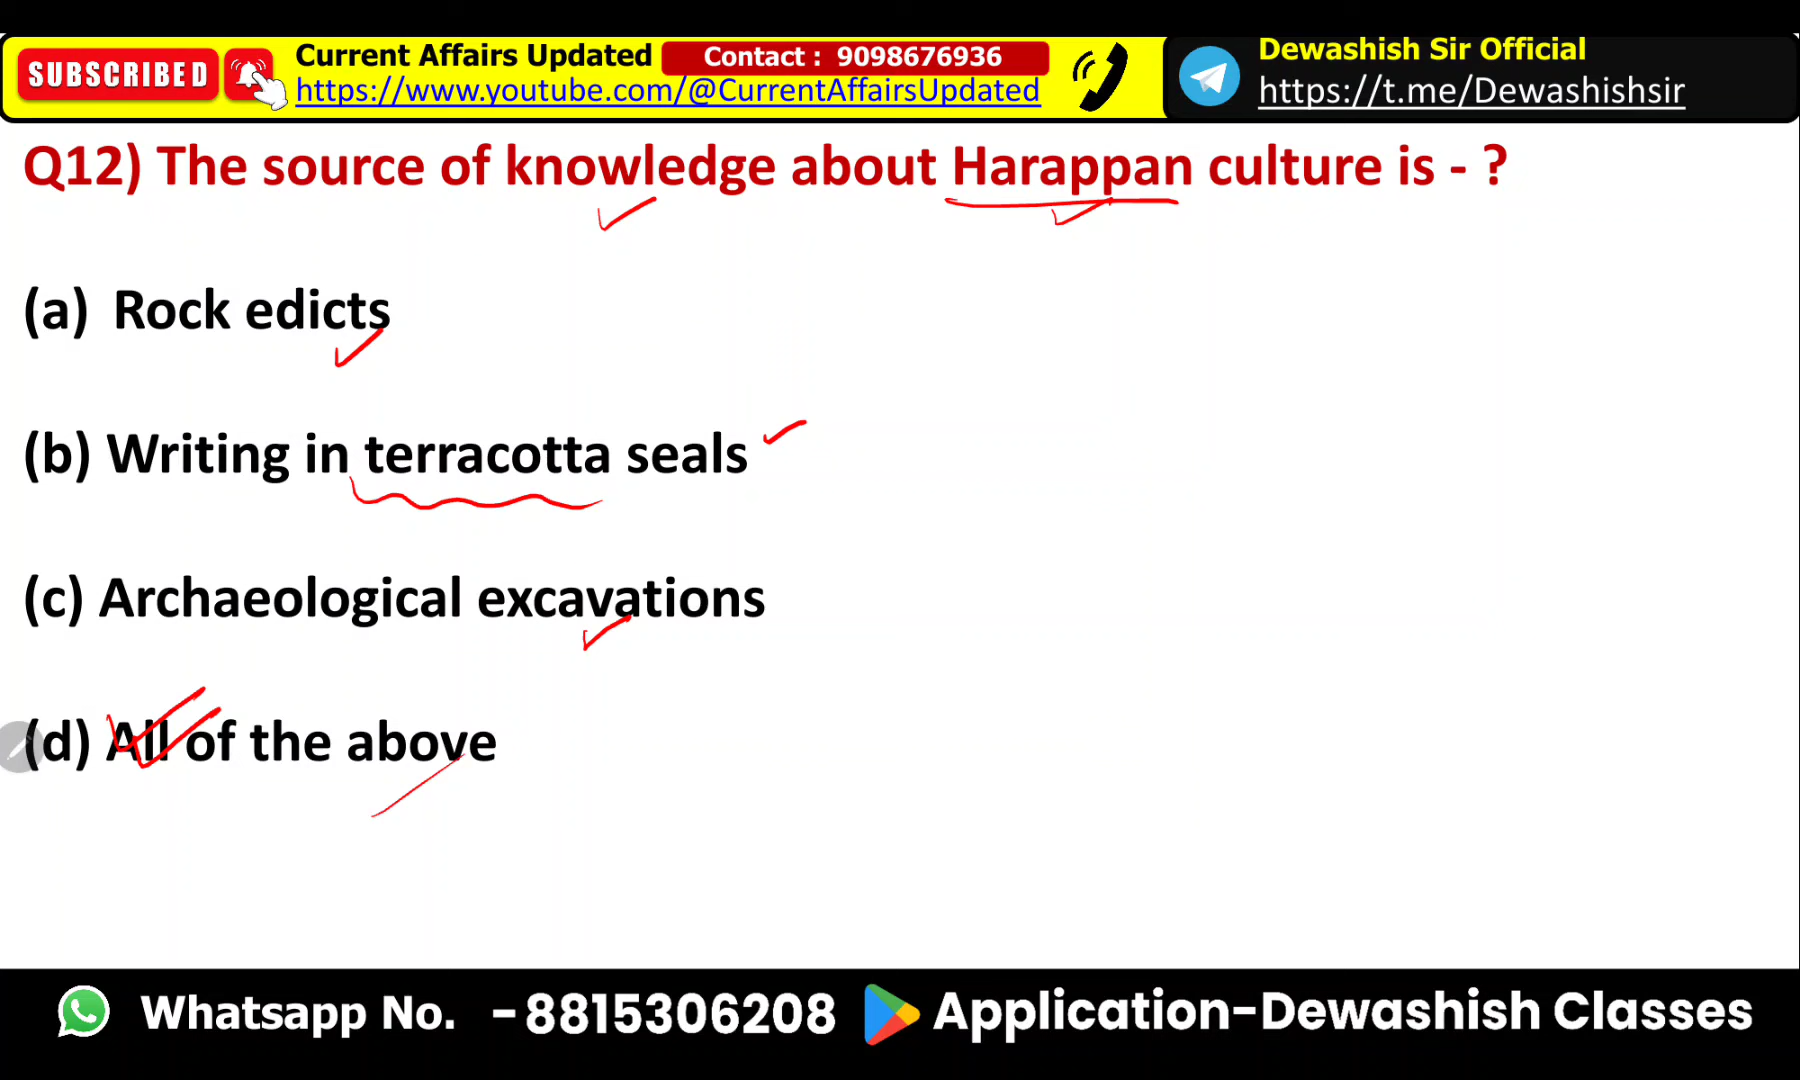 SUBSCRIBED
Current Affairs Updated
Contact : 9098676936
https://www.youtube.com/@CurrentAffairsUpdated
Dewashish Sir Official
https://t.me/Dewashishsir
Q12) The source of knowledge about Harappan culture is - ?
(a) Rock edicts
(b) Writing in terracotta seals
(c) Archaeological excavations
(d) All of the above
Whatsapp No. -8815306208
Application-Dewashish Classes